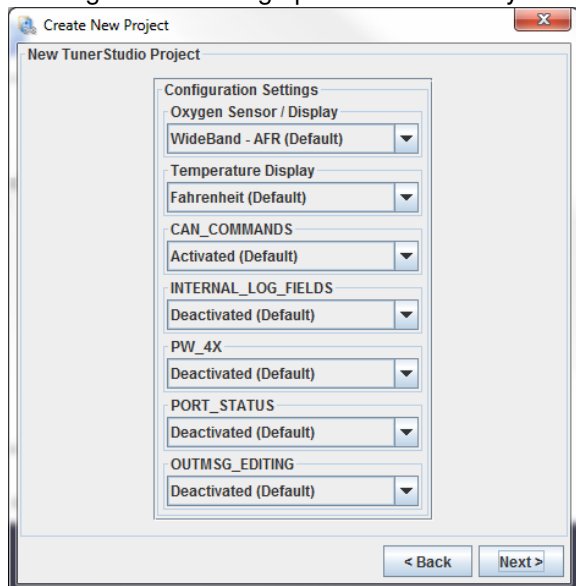 Create New Project
New TunerStudio Project
Configuration Settings
Oxygen Sensor / Display
WideBand - AFR (Default)
Temperature Display
Fahrenheit (Default)
CAN_COMMANDS
Activated (Default)
INTERNAL_LOG_FIELDS
Deactivated (Default)
PW_4X
Deactivated (Default)
PORT_STATUS
Deactivated (Default)
OUTMSG_EDITING
Deactivated (Default)
< Back Next >